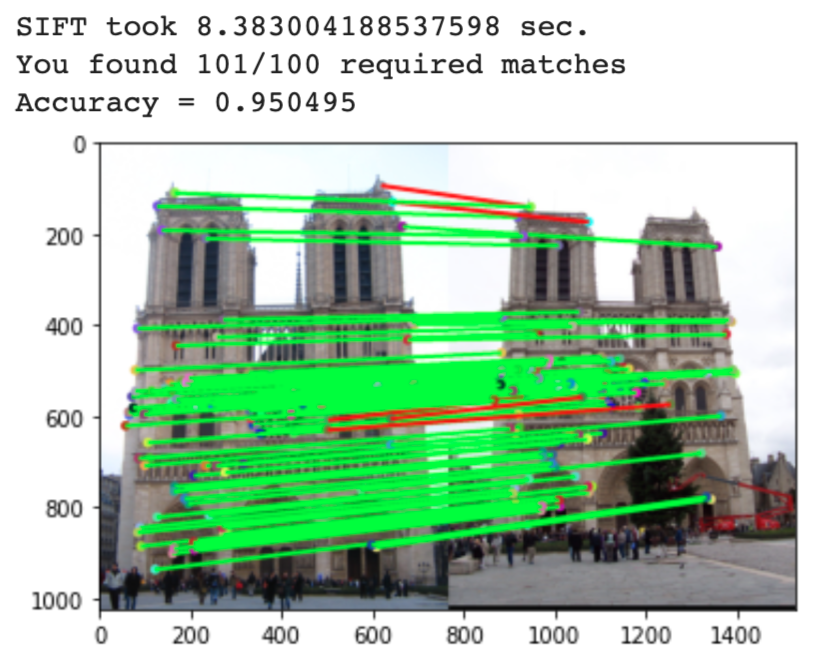 SIFT took 8.383004188537598 sec.
You found 101/100 required matches
Accuracy = 0.950495
0
200
400
600
800
1000
0 200 400 600 800 1000 1200 1400